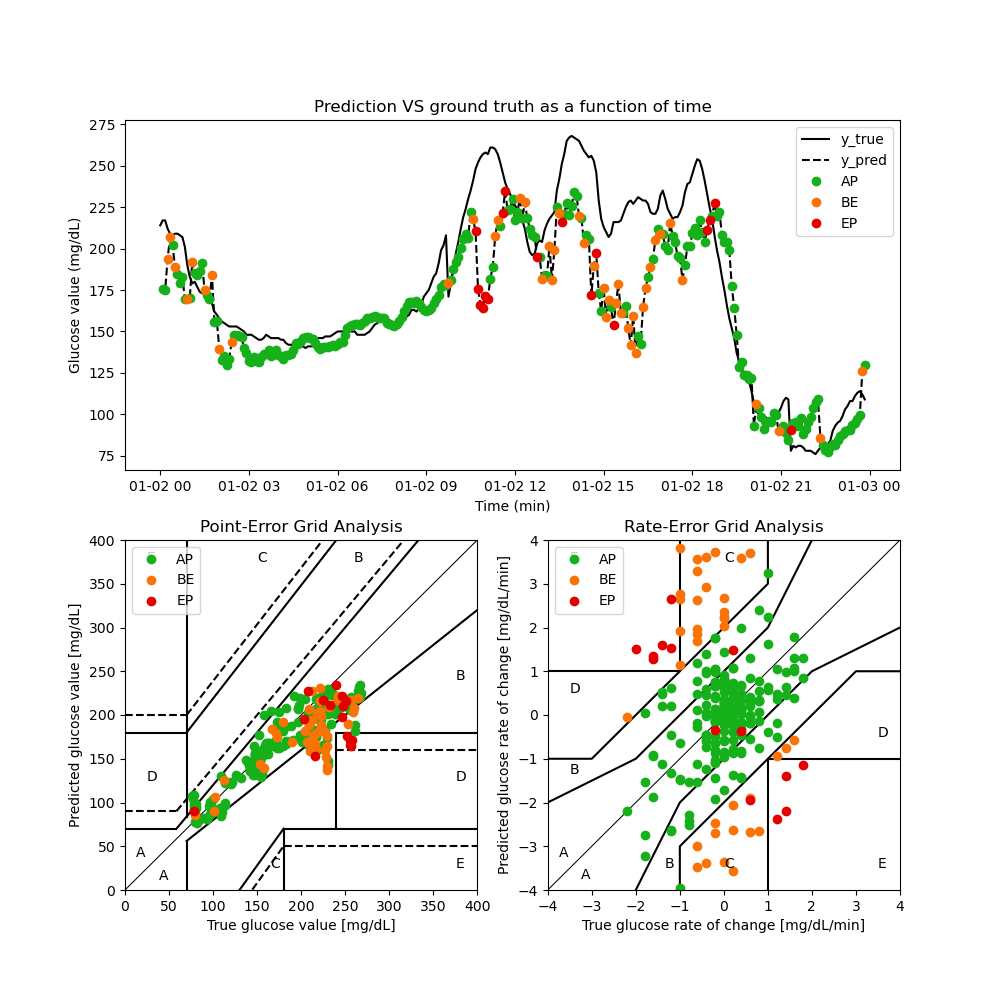 Prediction VS ground truth as a function of time
Glucose value (mg/dL)
275
250
225
200
175
150
125
100
75
y_true
y_pred
AP
BE
EP
01-02 00 01-02 03 01-02 06 01-02 09 01-02 12 01-02 15 01-02 18 01-02 21 01-03 00
Time (min)
Point-Error Grid Analysis
Predicted glucose value [mg/dL]
400
350
300
250
200
150
100
50
0
AP
BE
EP
C
B
B
D
D
A
A
C
E
0 50 100 150 200 250 300 350 400
True glucose value [mg/dL]
Rate-Error Grid Analysis
Predicted glucose rate of change [mg/dL/min]
4
3
2
1
0
−1
−2
−3
−4
AP
BE
EP
C
D
D
B
A
A
B
C
E
−4 −3 −2 −1 0 1 2 3 4
True glucose rate of change [mg/dL/min]